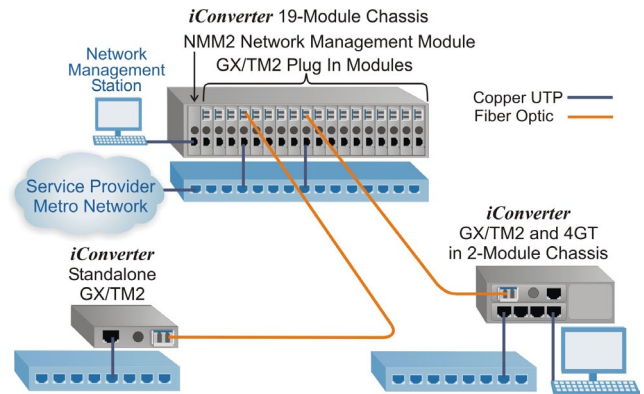 iConverter 19-Module Chassis
NMM2 Network Management Module
GX/TM2 Plug In Modules
Network
Management
Station
Copper UTP
Fiber Optic
Service Provider
Metro Network
iConverter
GX/TM2 and 4GT
in 2-Module Chassis
iConverter
Standalone
GX/TM2